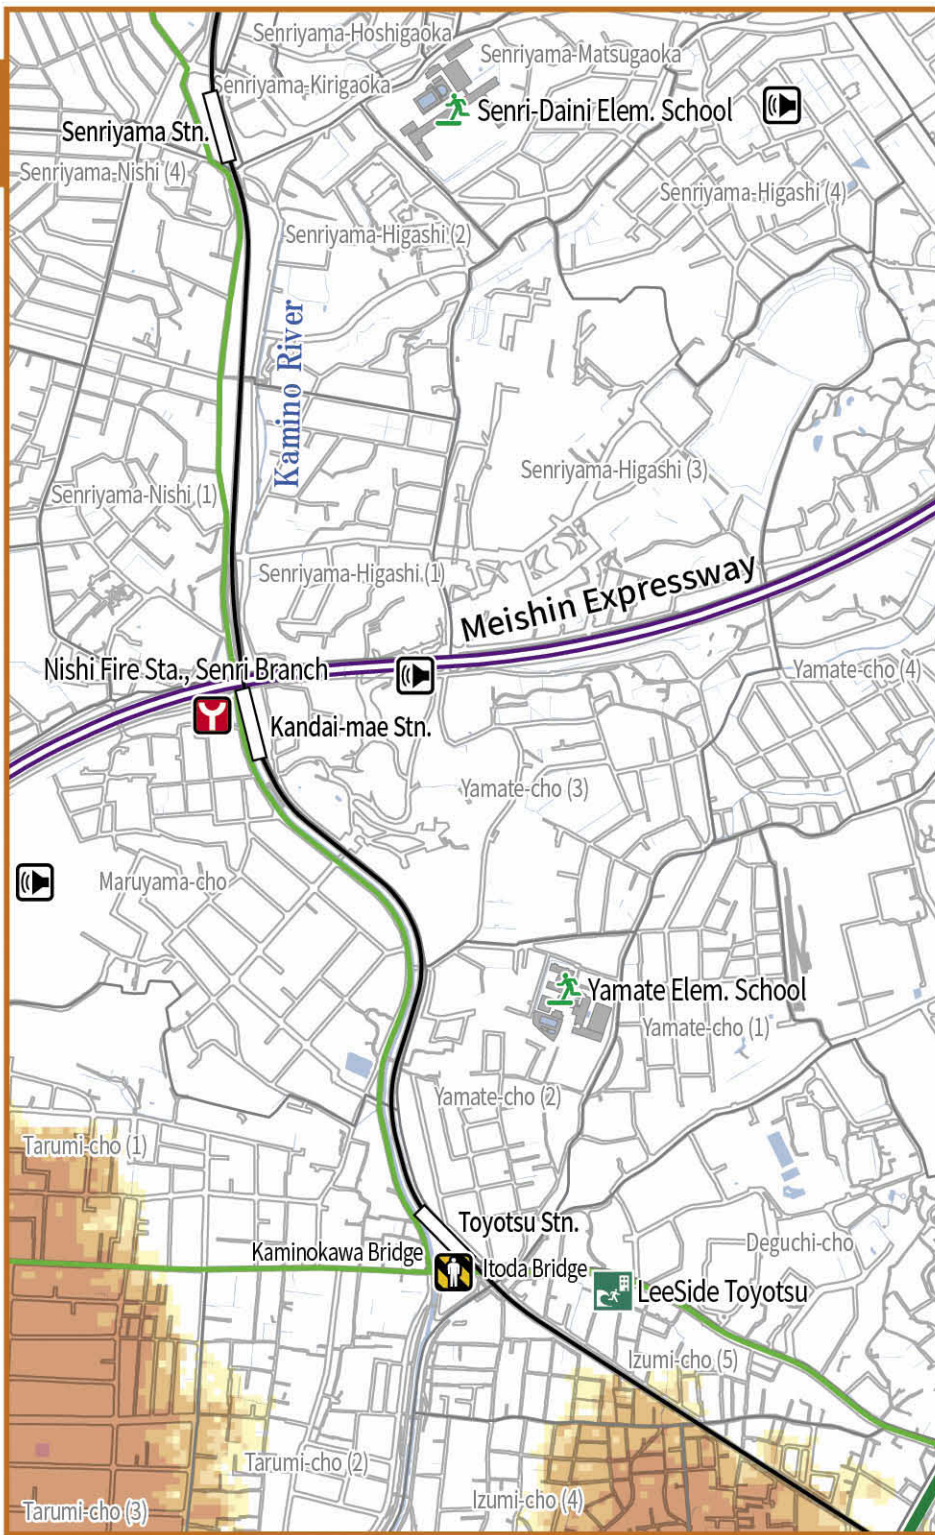 Senriyama-Hoshigaoka
Senriyama-Matsugaoka
Senriyama-Kirigaoka
Senri-Daini Elem. School
Senriyama Stn.
Senriyama-Nishi (4)
Senriyama-Higashi (4)
Senriyama-Higashi (2)
Kamino River
Senriyama-Higashi (3)
Senriyama-Nishi (1)
Senriyama-Higashi (1)
Meishin Expressway
Nishi Fire Sta., Senri Branch
Yamate-cho (4)
Kandai-mae Stn.
Yamate-cho (3)
Maruyama-cho
Yamate Elem. School
Yamate-cho (1)
Yamate-cho (2)
Tarumi-cho (1)
Toyotsu Stn.
Deguchi-cho
Kaminokawa Bridge
Itoda Bridge
LeeSide Toyotsu
Izumi-cho (5)
Tarumi-cho (2)
Izumi-cho (4)
Tarumi-cho (3)